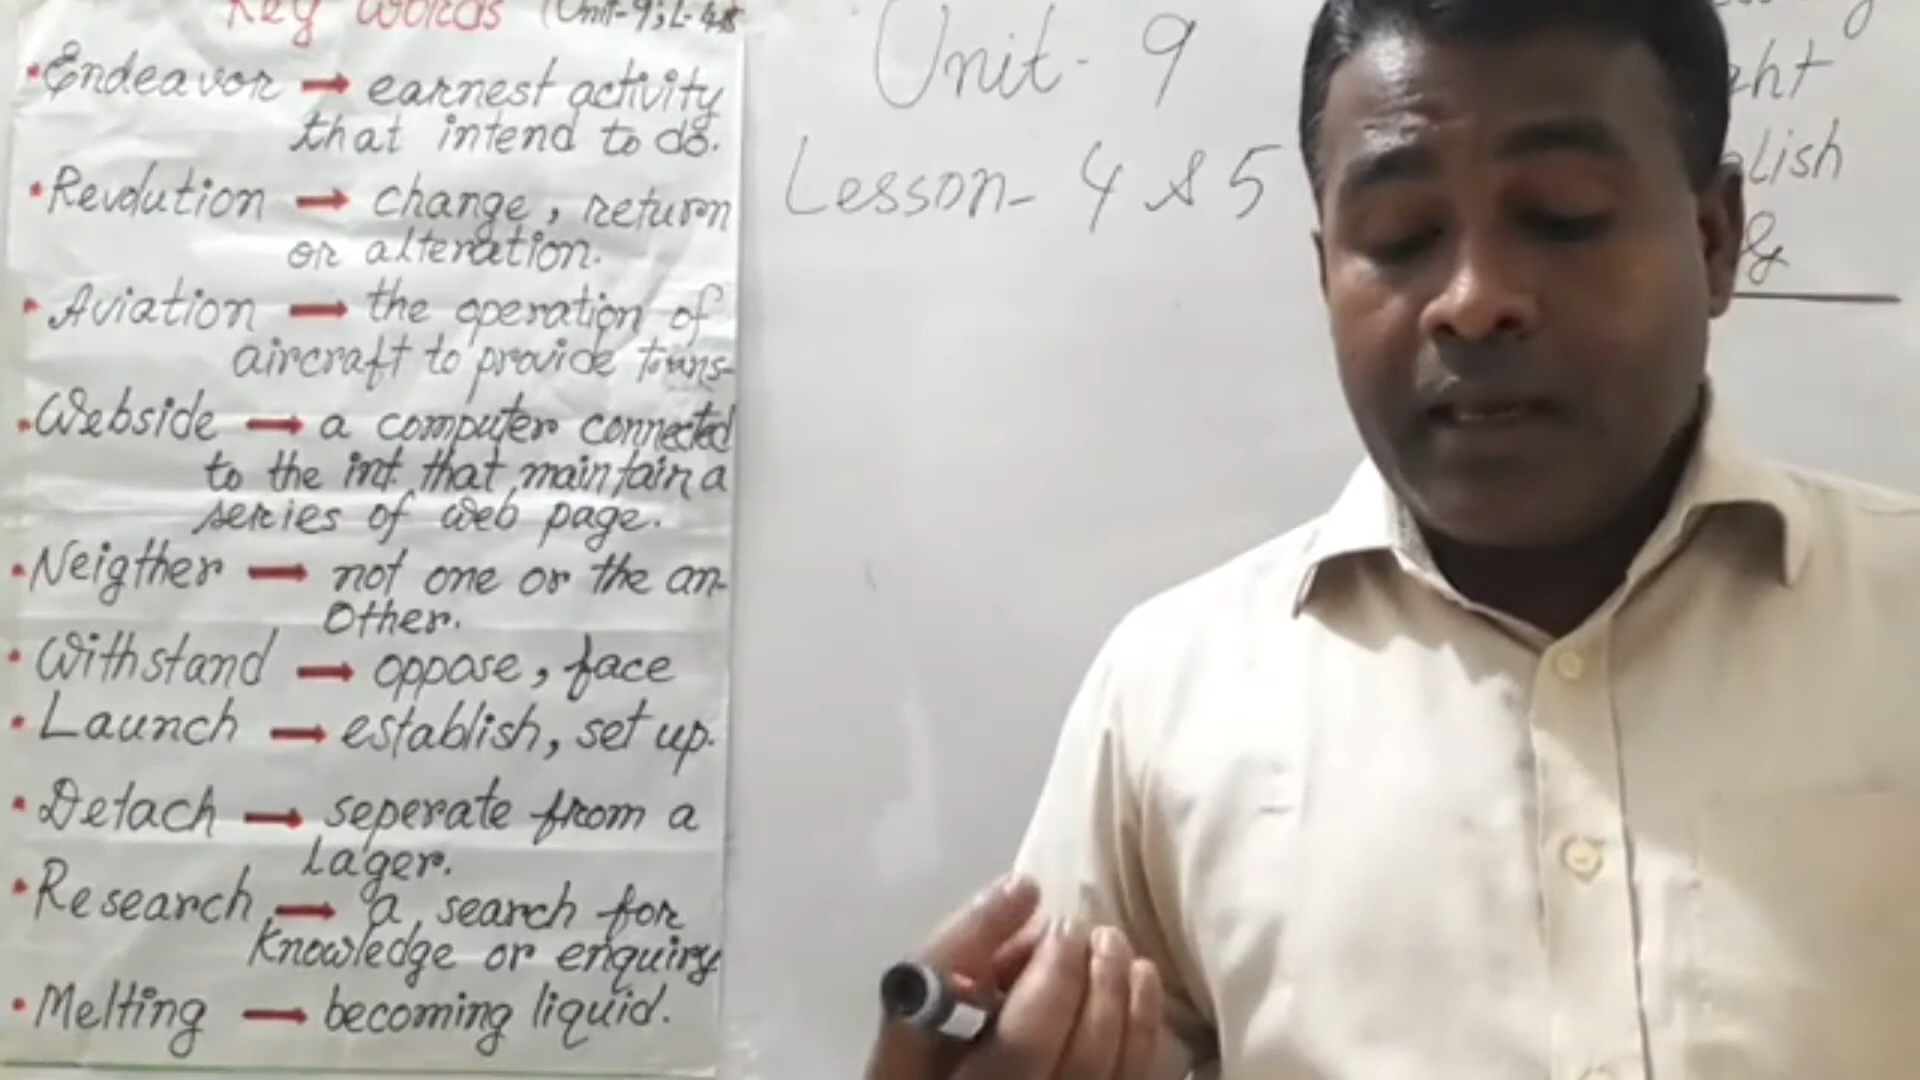 Key words (Unit-9; L-4&5
• Endeavor → earnest activity
that intend to do.
• Revolution → change, return
or alteration.
• Aviation → the operation of
aircraft to provide trans-
• Webside → a computer connected
to the int. that maintain a
series of web page.
• Neigther → not one or the an-
other.
• Withstand → oppose, face
• Launch → establish, set up.
• Detach → seperate from a
Lager.
• Research → a search for
knowledge or enquiry
• Melting → becoming liquid.
Unit- 9
Lesson- 4 & 5
&